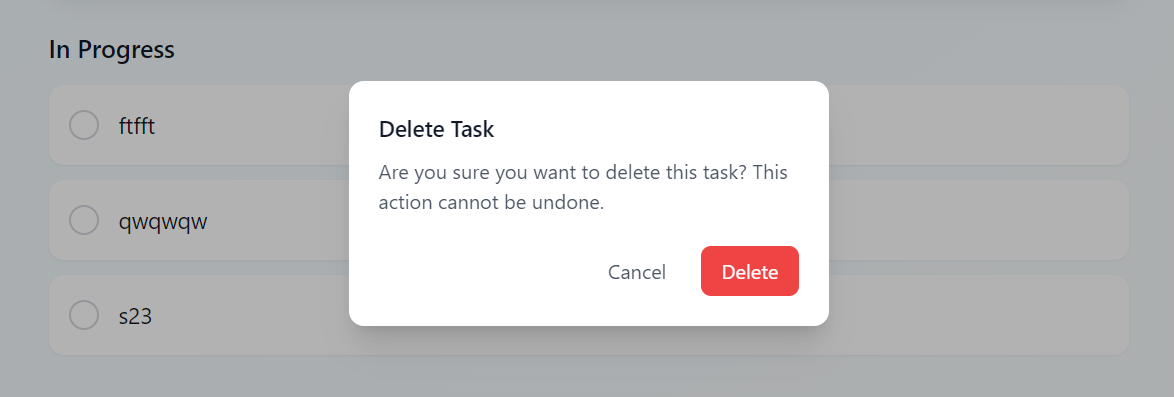 In Progress
ftfft
qwqwqw
s23
Delete Task
Are you sure you want to delete this task? This
action cannot be undone.
Cancel
Delete